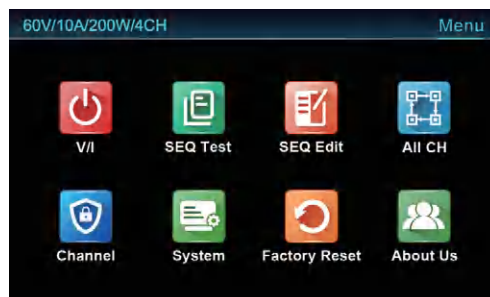 60V/10A/200W/4CH Menu
V/I SEQ Test SEQ Edit All CH
Channel System Factory Reset About Us